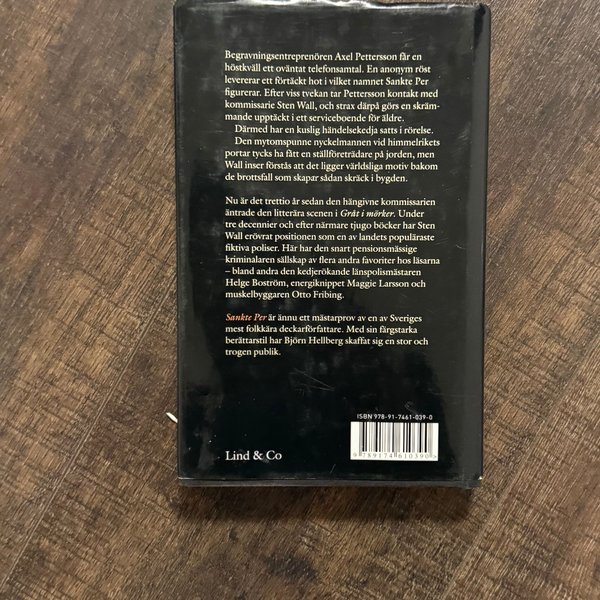 Begravningsentreprenören Axel Pettersson får en
höstkväll ett oväntat telefonsamtal. En anonym röst
levererar ett förtäckt hot i vilket namnet Sankte Per
figurerar. Efter viss tvekan tar Pettersson kontakt med
kommissarie Sten Wall, och strax därpå görs en skräm-
mande upptäckt i ett serviceboende för äldre.
Därmed har en kuslig händelsekedja satts i rörelse.
Den mytomspunne nyckelmannen vid himmelrikets
portar tycks ha fått en ställföreträdare på jorden, men
Wall inser förstås att det ligger världsliga motiv bakom
de brottsfall som skapar sådan skräck i bygden.
Nu är det trettio år sedan den hängivne kommissarien
äntrade den litterära scenen i Gråt i mörker. Under
tre decennier och efter närmare tjugo böcker har Sten
Wall erövrat positionen som en av landets populäraste
fiktiva poliser. Här har den snart pensionsmässige
kriminalaren sällskap av flera andra favoriter hos läsarna
– bland andra den kedjerökande länspolismästaren
Helge Boström, energiknippet Maggie Larsson och
muskelbyggaren Otto Fribing.
Sankte Per är ännu ett mästarprov av en av Sveriges
mest folkkära deckarförfattare. Med sin färgstarka
berättarstil har Björn Hellberg skaffat sig en stor och
trogen publik.
ISBN 978-91-7461-039-0
9 789174 610390
Lind & Co